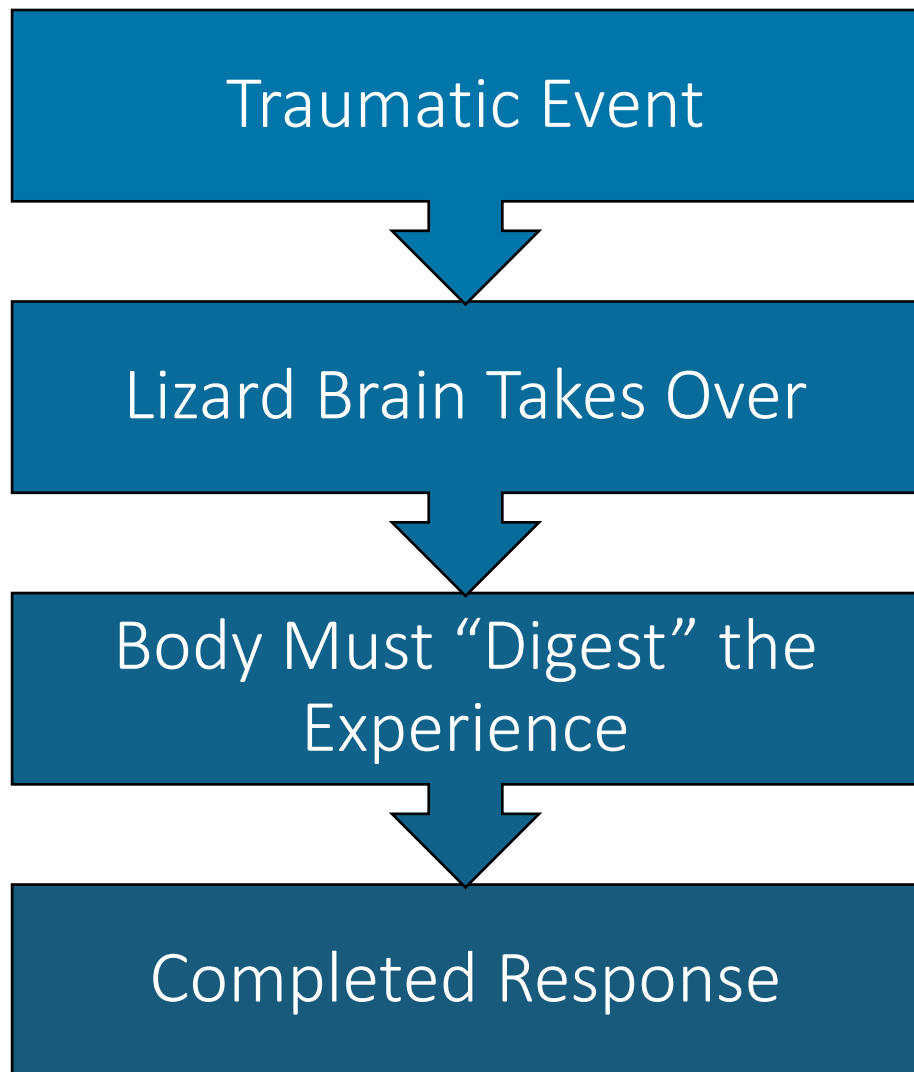 Traumatic Event
Lizard Brain Takes Over
Body Must “Digest” the
Experience
Completed Response